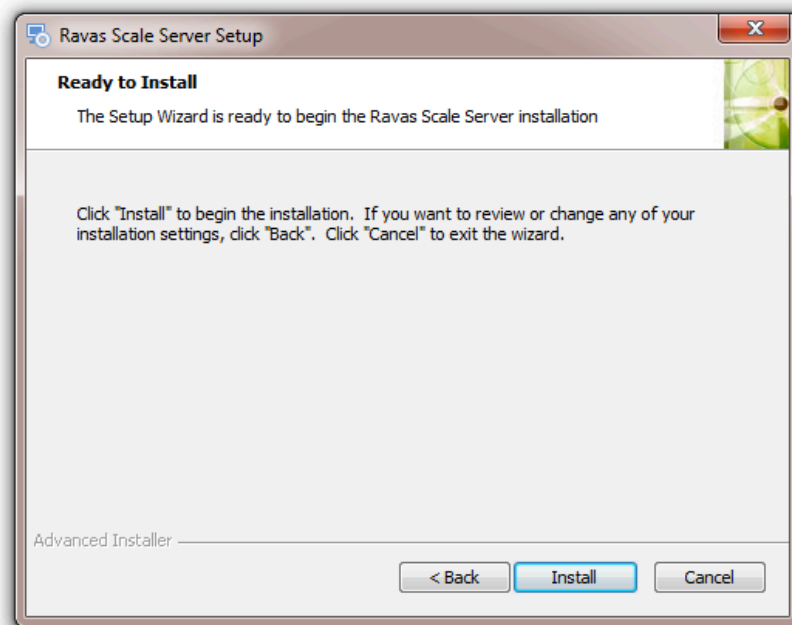 Ravas Scale Server Setup
Ready to Install
The Setup Wizard is ready to begin the Ravas Scale Server installation
Click "Install" to begin the installation. If you want to review or change any of your
installation settings, click "Back". Click "Cancel" to exit the wizard.
Advanced Installer
< Back Install Cancel